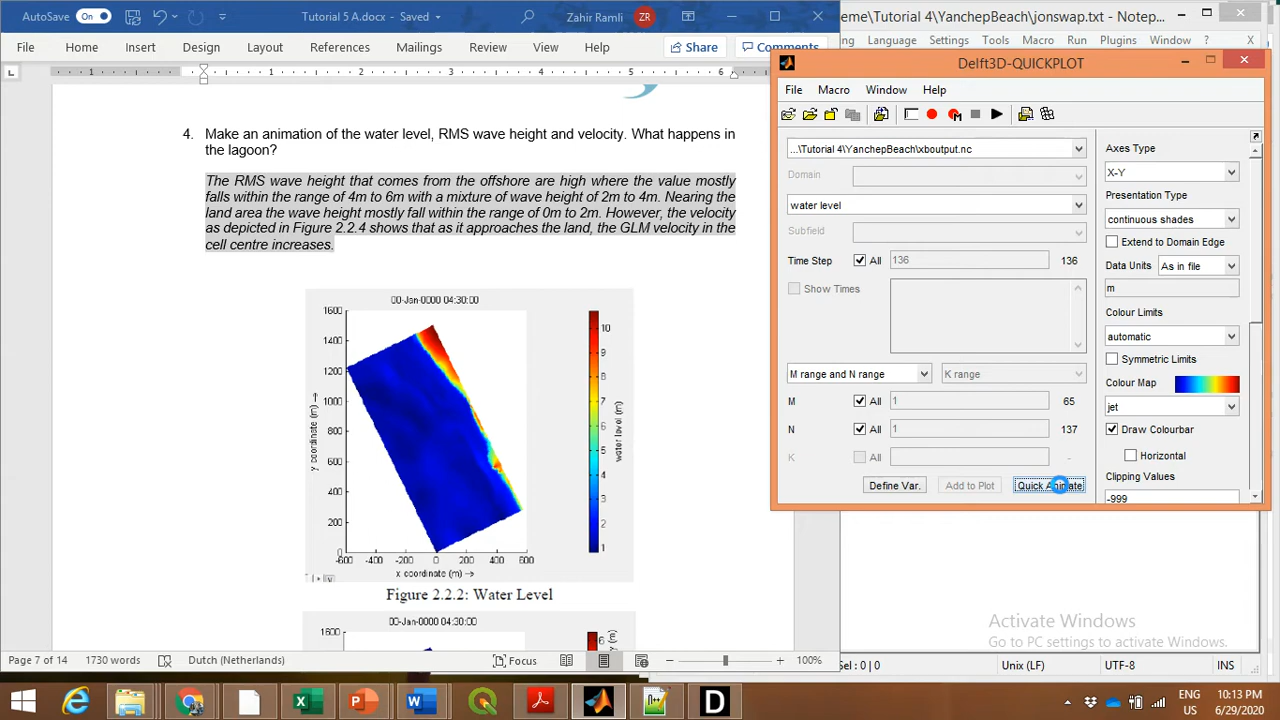 AutoSave On Tutorial 5 A.docx - Saved Zahir Ramli ZR
File Home Insert Design Layout References Mailings Review View Help Share Comments
1 1 2 3 4 5 6
4. Make an animation of the water level, RMS wave height and velocity. What happens in
the lagoon?
The RMS wave height that comes from the offshore are high where the value mostly
falls within the range of 4m to 6m with a mixture of wave height of 2m to 4m. Nearing the
land area the wave height mostly fall within the range of 0m to 2m. However, the velocity
as depicted in Figure 2.2.4 shows that as it approaches the land, the GLM velocity in the
cell centre increases.
00-Jan-0000 04:30:00
1600
1400
1200
1000
800
600
400
200
0
-600 -400 -200 0 200 400 600
x coordinate (m) →
y coordinate (m) →
10
9
8
7
6
5
4
3
2
1
water level (m)
Figure 2.2.2: Water Level
00-Jan-0000 04:30:00
1600
6
(m)
Page 7 of 14 1730 words Dutch (Netherlands) Focus 100%
eme\Tutorial 4\YanchepBeach\jonswap.txt - Notep...
ing Language Settings Tools Macro Run Plugins Window ? X
Delft3D-QUICKPLOT
File Macro Window Help
...\Tutorial 4\YanchepBeach\xboutput.nc
Domain
water level
Subfield
Time Step All 136 136
Show Times
M range and N range K range
M All 1 65
N All 1 137
K All -
Define Var. Add to Plot Quick Animate
Axes Type
X-Y
Presentation Type
continuous shades
Extend to Domain Edge
Data Units As in file
m
Colour Limits
automatic
Symmetric Limits
Colour Map
jet
Draw Colourbar
Horizontal
Clipping Values
-999
Activate Windows
Go to PC settings to activate Windows.
Sel : 0 | 0 Unix (LF) UTF-8 INS
ENG
US
10:13 PM
6/29/2020